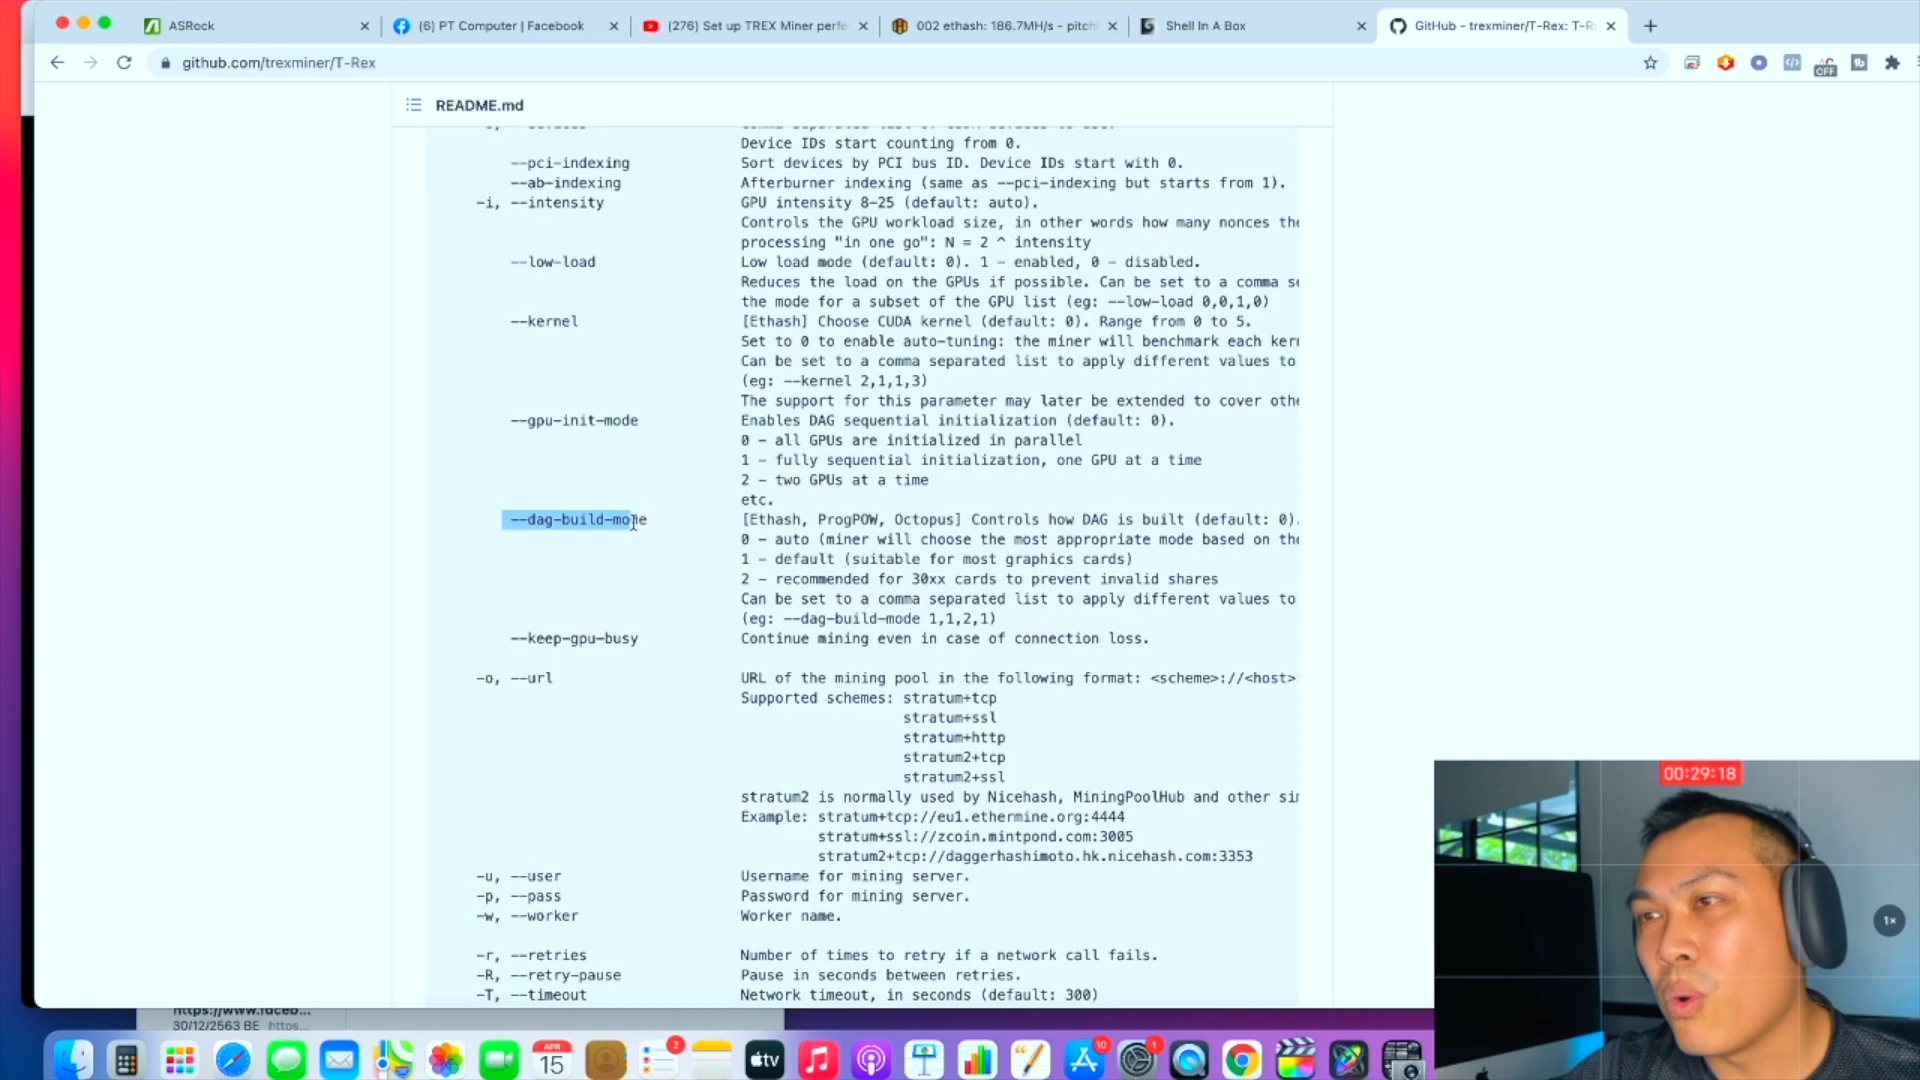 ASRock
(6) PT Computer | Facebook
(276) Set up TREX Miner perfe
002 ethash: 186.7MH/s - pitch
Shell In A Box
GitHub - trexminer/T-Rex: T-R
github.com/trexminer/T-Rex
OFF
README.md
Device IDs start counting from 0.
--pci-indexing Sort devices by PCI bus ID. Device IDs start with 0.
--ab-indexing Afterburner indexing (same as --pci-indexing but starts from 1).
-i, --intensity GPU intensity 8-25 (default: auto).
Controls the GPU workload size, in other words how many nonces the
processing "in one go": N = 2 ^ intensity
--low-load Low load mode (default: 0). 1 - enabled, 0 - disabled.
Reduces the load on the GPUs if possible. Can be set to a comma se
the mode for a subset of the GPU list (eg: --low-load 0,0,1,0)
--kernel [Ethash] Choose CUDA kernel (default: 0). Range from 0 to 5.
Set to 0 to enable auto-tuning: the miner will benchmark each kern
Can be set to a comma separated list to apply different values to
(eg: --kernel 2,1,1,3)
The support for this parameter may later be extended to cover othe
--gpu-init-mode Enables DAG sequential initialization (default: 0).
0 - all GPUs are initialized in parallel
1 - fully sequential initialization, one GPU at a time
2 - two GPUs at a time
etc.
--dag-build-mode [Ethash, ProgPOW, Octopus] Controls how DAG is built (default: 0).
0 - auto (miner will choose the most appropriate mode based on the
1 - default (suitable for most graphics cards)
2 - recommended for 30xx cards to prevent invalid shares
Can be set to a comma separated list to apply different values to
(eg: --dag-build-mode 1,1,2,1)
--keep-gpu-busy Continue mining even in case of connection loss.
-o, --url URL of the mining pool in the following format: <scheme>://<host>:
Supported schemes: stratum+tcp
stratum+ssl
stratum+http
stratum2+tcp
stratum2+ssl
stratum2 is normally used by Nicehash, MiningPoolHub and other sim
Example: stratum+tcp://eu1.ethermine.org:4444
stratum+ssl://zcoin.mintpond.com:3005
stratum2+tcp://daggerhashimoto.hk.nicehash.com:3353
-u, --user Username for mining server.
-p, --pass Password for mining server.
-w, --worker Worker name.
-r, --retries Number of times to retry if a network call fails.
-R, --retry-pause Pause in seconds between retries.
-T, --timeout Network timeout, in seconds (default: 300)
00:29:18
1×
https://www.faceb...
30/12/2563 BE https...
APR
15
2
tv
10
1